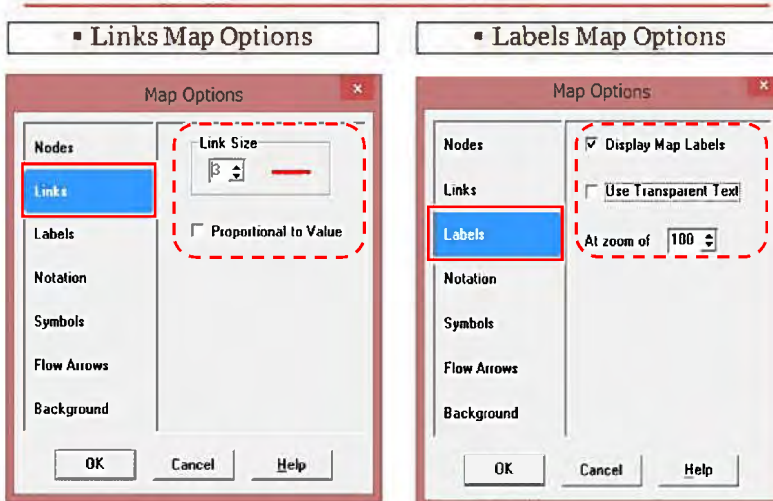 ▪ Links Map Options
Map Options
×
Nodes
Links
Labels
Notation
Symbols
Flow Arrows
Background
Link Size
3
Proportional to Value
OK Cancel Help
▪ Labels Map Options
Map Options
×
Nodes
Links
Labels
Notation
Symbols
Flow Arrows
Background
Display Map Labels
Use Transparent Text
At zoom of 100
OK Cancel Help